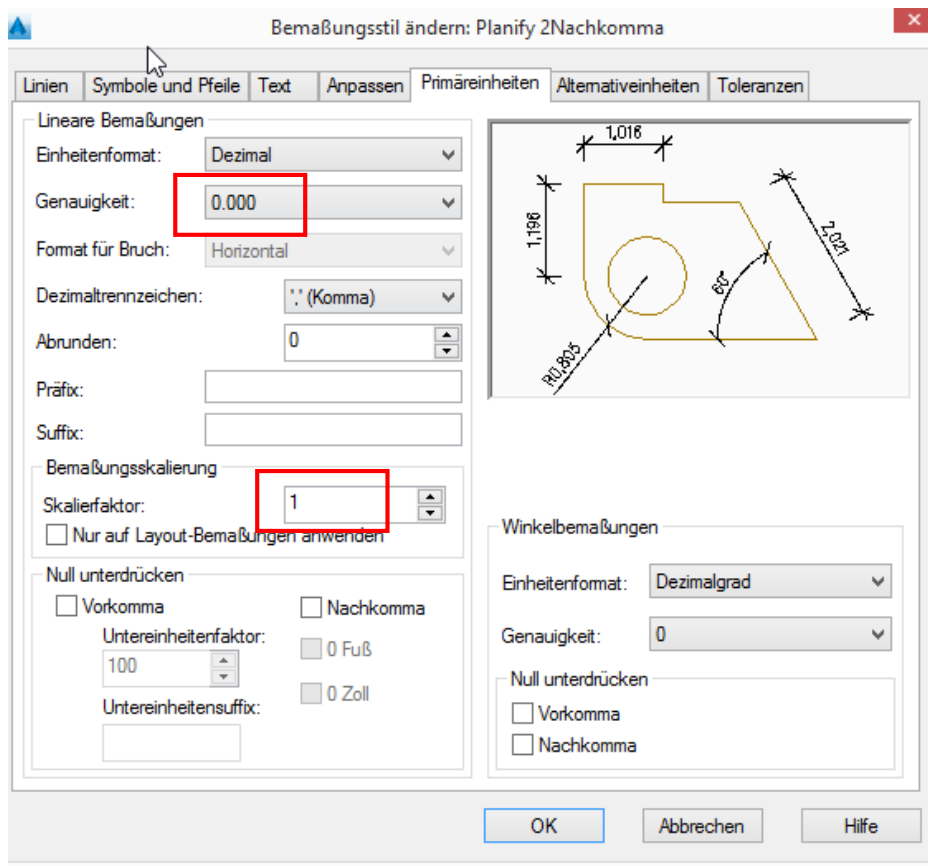 Bemaßungsstil ändern: Planify 2Nachkomma
Linien Symbole und Pfeile Text Anpassen Primäreinheiten Alternativeinheiten Toleranzen
Lineare Bemaßungen
Einheitenformat: Dezimal
Genauigkeit: 0.000
Format für Bruch: Horizontal
Dezimaltrennzeichen: ',' (Komma)
Abrunden: 0
Präfix:
Suffix:
Bemaßungsskalierung
Skalierfaktor: 1
Nur auf Layout-Bemaßungen anwenden
Null unterdrücken
Vorkomma Nachkomma
Untereinheitenfaktor: 0 Fuß
100
0 Zoll
Untereinheitensuffix:
1,016
1,196
2,021
60°
R0,805
Winkelbemaßungen
Einheitenformat: Dezimalgrad
Genauigkeit: 0
Null unterdrücken
Vorkomma
Nachkomma
OK Abbrechen Hilfe